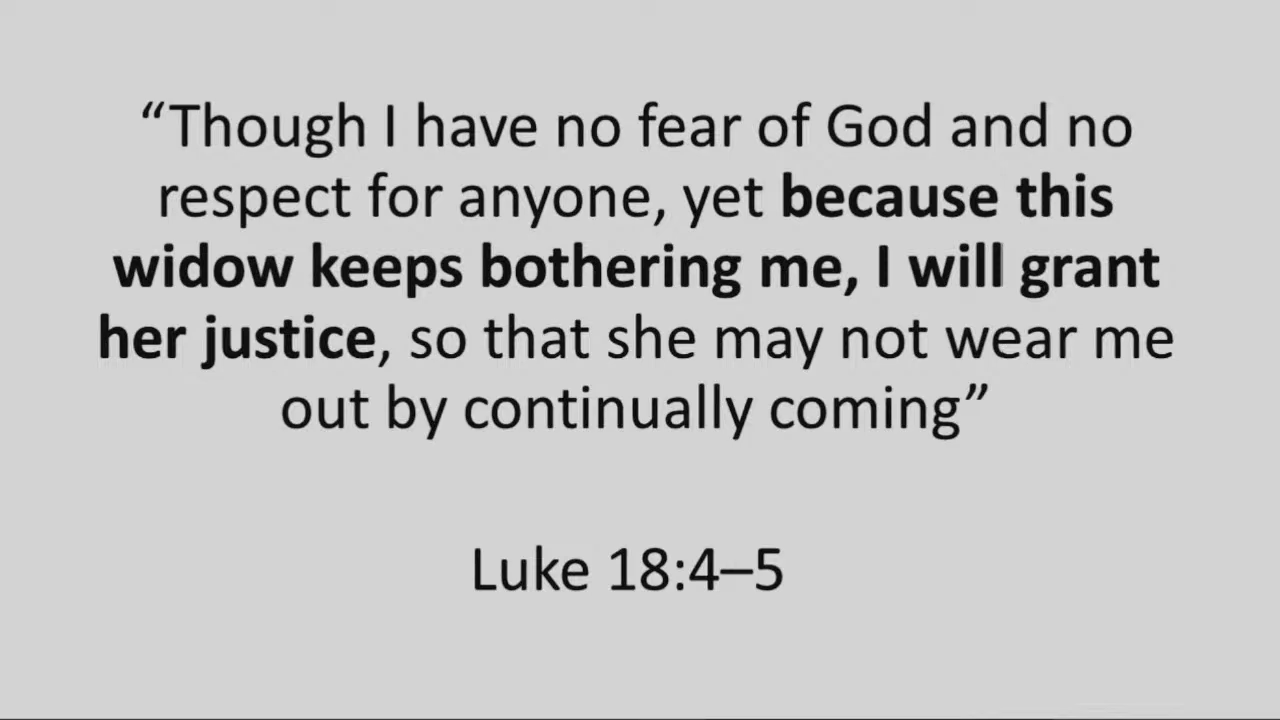 “Though I have no fear of God and no
respect for anyone, yet because this
widow keeps bothering me, I will grant
her justice, so that she may not wear me
out by continually coming”
Luke 18:4–5